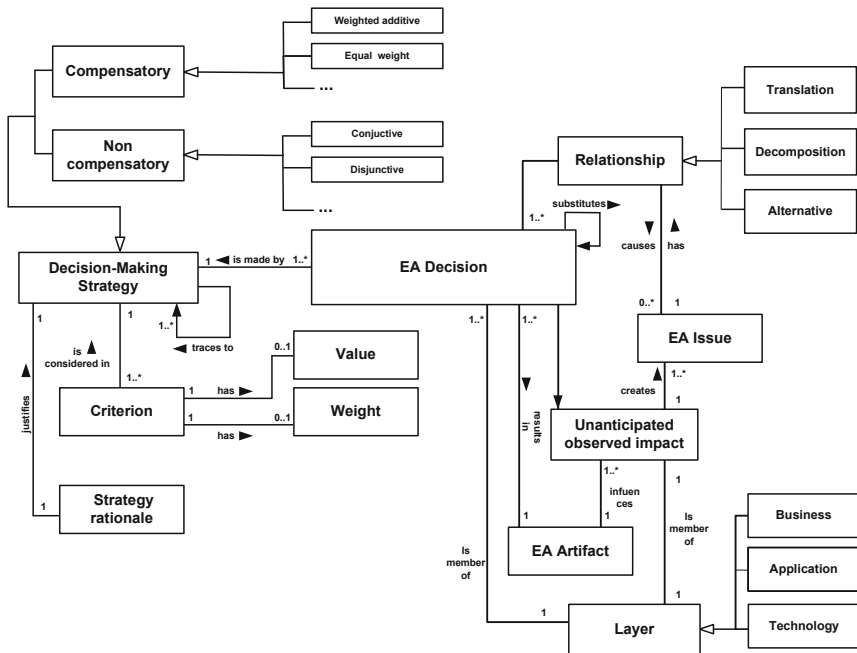 Weighted additive
Equal weight
...
Compensatory
Conjuctive
Disjunctive
...
Non
compensatory
Translation
Decomposition
Alternative
Relationship
substitutes
1..*
causes
has
0..*
1
EA Decision
1
is made by
1..*
Decision-Making
Strategy
1..*
traces to
1
1
is
considered in
1..*
justifies
1
Criterion
1
has
0..1
Value
1
has
0..1
Weight
Strategy
rationale
1..*
1..*
EA Issue
1..*
creates
1
results
in
Unanticipated
observed impact
1..*
infuen
ces
1
1
1
EA Artifact
Is
member
of
Is
member
of
1
1
Layer
Business
Application
Technology